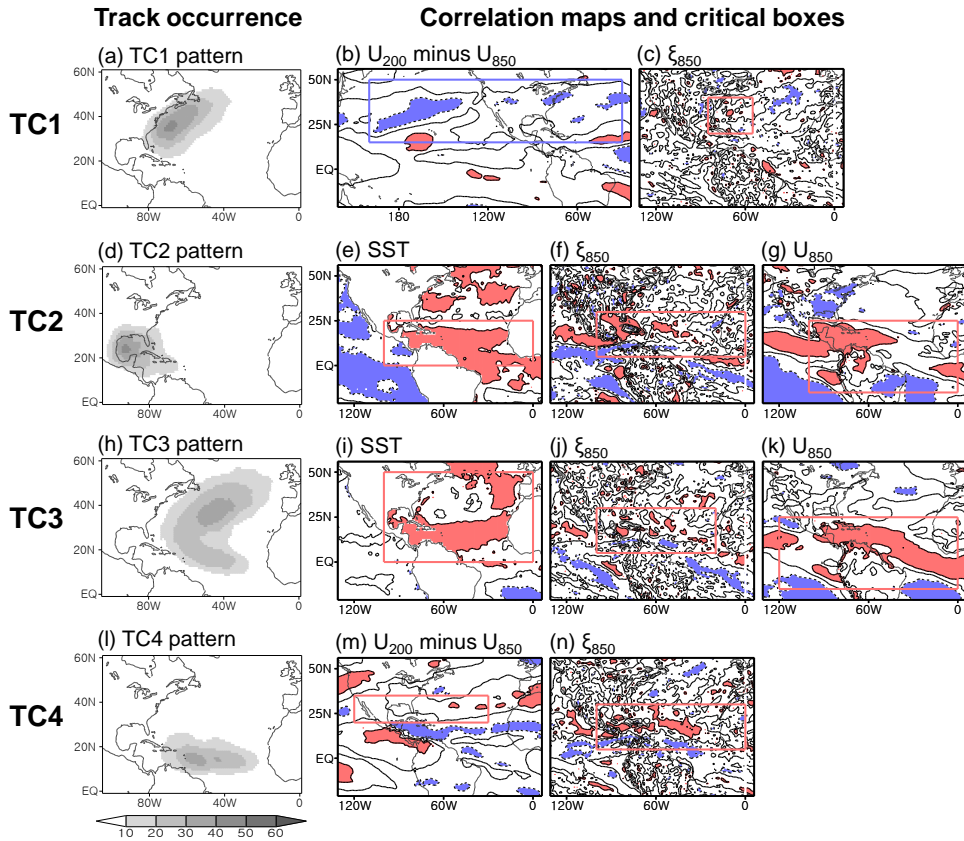 Track occurrence Correlation maps and critical boxes
(a) TC1 pattern (b) U200 minus U850 (c) ξ850
TC1
60N
40N
20N
EQ
80W 40W 0
50N
25N
EQ
180 120W 60W
120W 60W 0
(d) TC2 pattern (e) SST (f) ξ850 (g) U850
TC2
60N
40N
20N
EQ
80W 40W 0
50N
25N
EQ
120W 60W 0
120W 60W 0
120W 60W 0
(h) TC3 pattern (i) SST (j) ξ850 (k) U850
TC3
60N
40N
20N
EQ
80W 40W 0
50N
25N
EQ
120W 60W 0
120W 60W 0
120W 60W 0
(l) TC4 pattern (m) U200 minus U850 (n) ξ850
TC4
60N
40N
20N
EQ
80W 40W 0
50N
25N
EQ
120W 60W 0
120W 60W 0
10 20 30 40 50 60